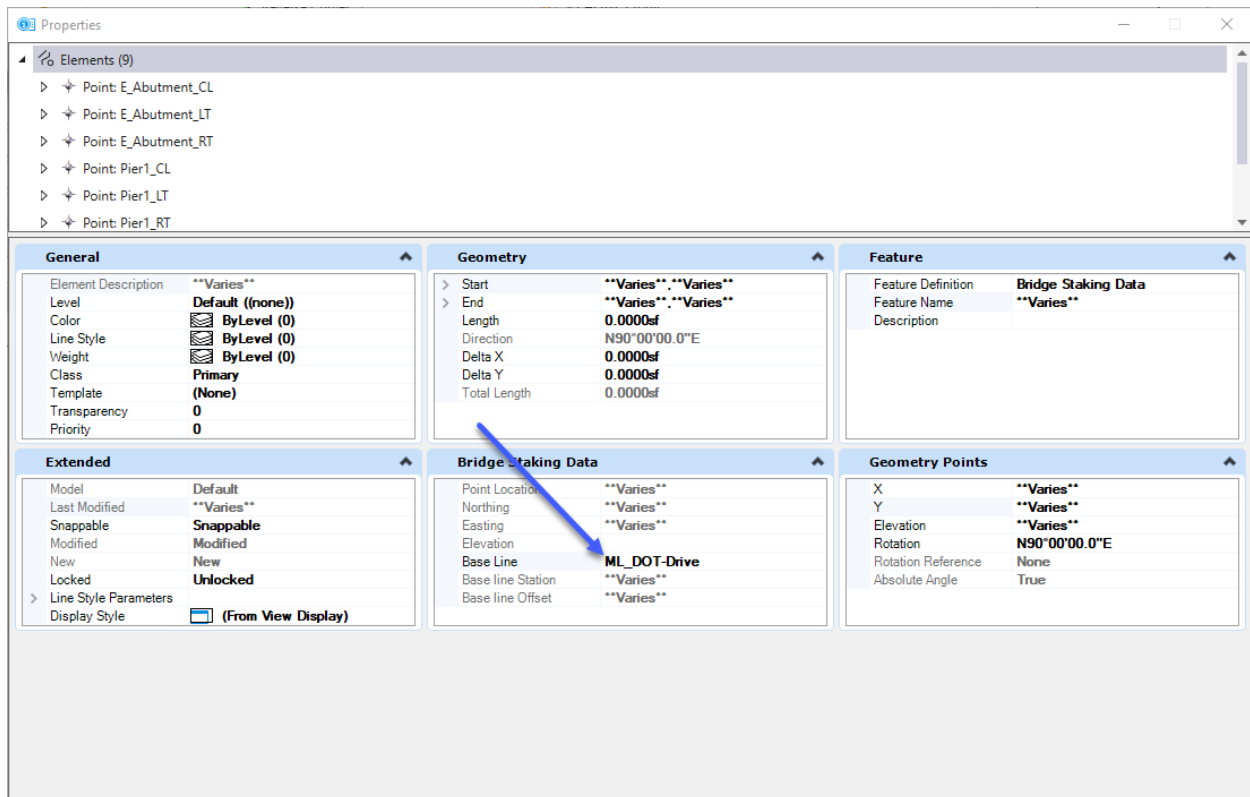 Properties
Elements (9)
Point: E_Abutment_CL
Point: E_Abutment_LT
Point: E_Abutment_RT
Point: Pier1_CL
Point: Pier1_LT
Point: Pier1_RT
General
Element Description **Varies**
Level Default ((none))
Color ByLevel (0)
Line Style ByLevel (0)
Weight ByLevel (0)
Class Primary
Template (None)
Transparency 0
Priority 0
Geometry
Start **Varies**,**Varies**
End **Varies**,**Varies**
Length 0.0000sf
Direction N90°00'00.0"E
Delta X 0.0000sf
Delta Y 0.0000sf
Total Length 0.0000sf
Feature
Feature Definition Bridge Staking Data
Feature Name **Varies**
Description
Extended
Model Default
Last Modified **Varies**
Snappable Snappable
Modified Modified
New New
Locked Unlocked
Line Style Parameters
Display Style (From View Display)
Bridge Staking Data
Point Location **Varies**
Northing **Varies**
Easting **Varies**
Elevation
Base Line ML_DOT-Drive
Base line Station **Varies**
Base line Offset **Varies**
Geometry Points
X **Varies**
Y **Varies**
Elevation **Varies**
Rotation N90°00'00.0"E
Rotation Reference None
Absolute Angle True